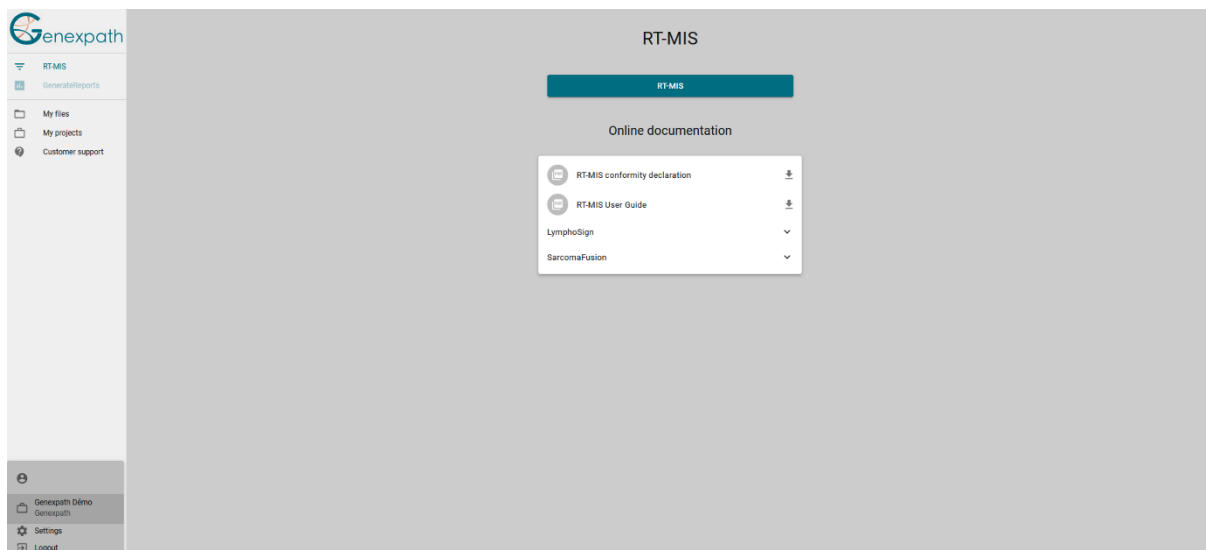 Genexpath
RT-MIS
GenerateReports
My files
My projects
Customer support
Genexpath Démo
Genexpath
Settings
Logout
RT-MIS
RT-MIS
Online documentation
RT-MIS conformity declaration
RT-MIS User Guide
LymphoSign
SarcomaFusion